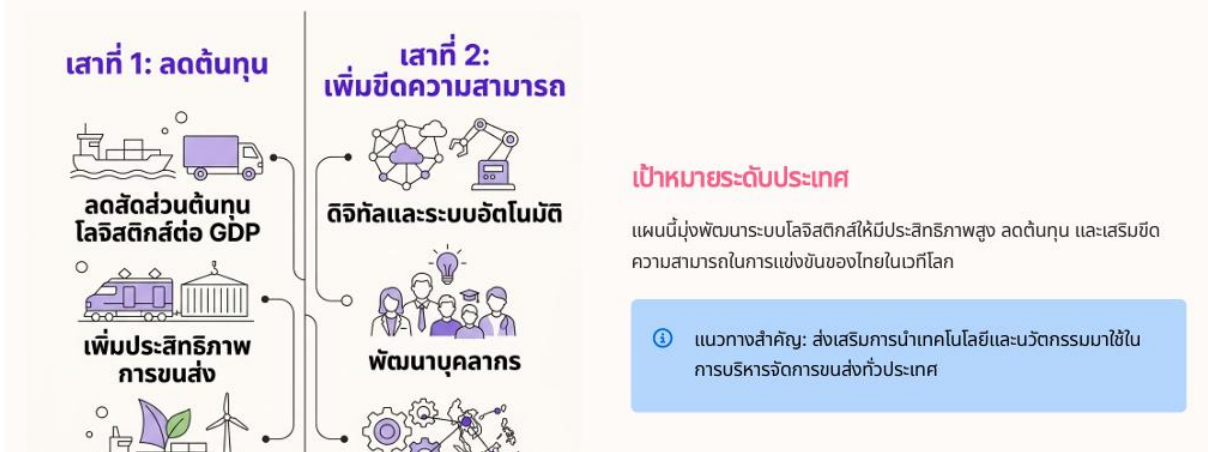 เสาที่ 1: ลดต้นทุน
ลดสัดส่วนต้นทุน
โลจิสติกส์ต่อ GDP
เพิ่มประสิทธิภาพ
การขนส่ง
เสาที่ 2:
เพิ่มขีดความสามารถ
ดิจิทัลและระบบอัตโนมัติ
พัฒนาบุคลากร
เป้าหมายระดับประเทศ
แผนนี้มุ่งพัฒนาระบบโลจิสติกส์ให้มีประสิทธิภาพสูง ลดต้นทุน และเสริมขีด
ความสามารถในการแข่งขันของไทยในเวทีโลก
แนวทางสำคัญ: ส่งเสริมการนำเทคโนโลยีและนวัตกรรมมาใช้ใน
การบริหารจัดการขนส่งทั่วประเทศ